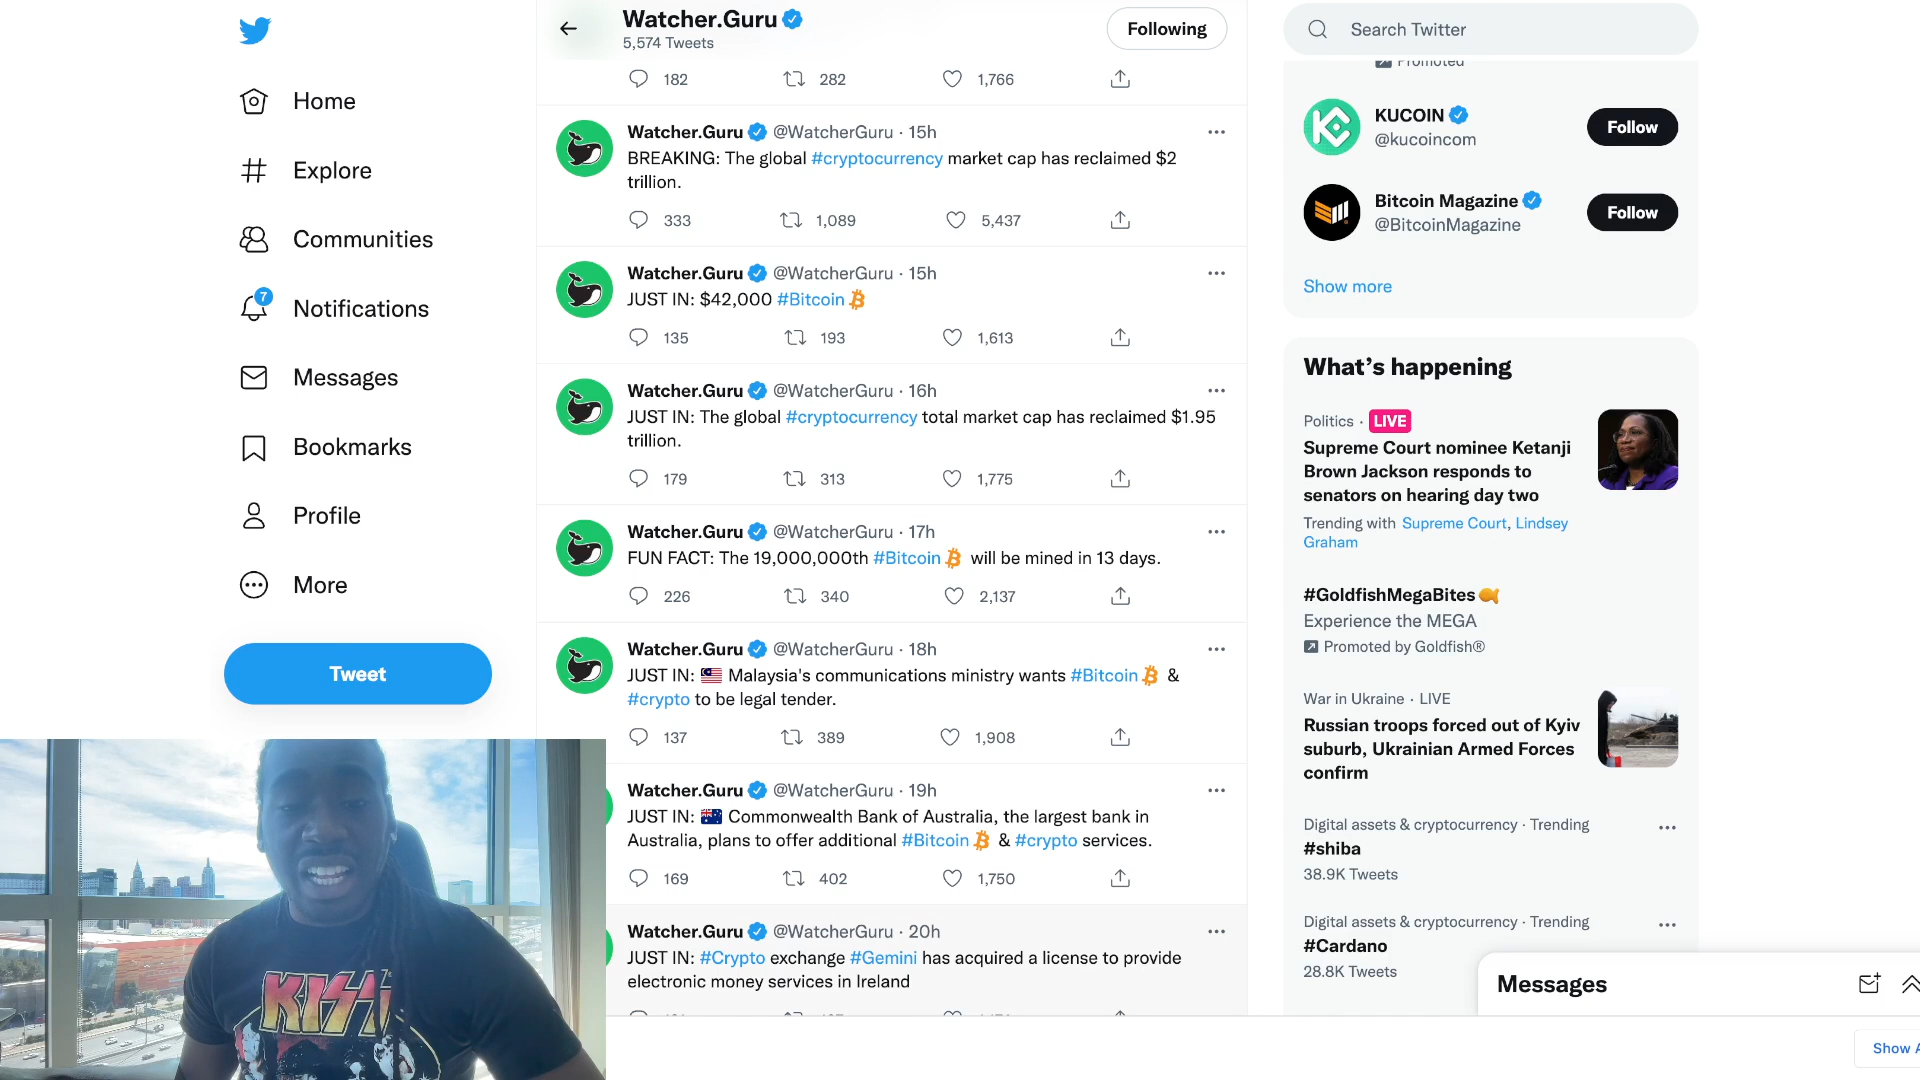 Watcher.Guru
5,574 Tweets
Following
Home
Explore
Communities
7
Notifications
Messages
Bookmarks
Profile
More
Tweet
182 282 1,766
Watcher.Guru @WatcherGuru · 15h
BREAKING: The global #cryptocurrency market cap has reclaimed $2
trillion.
333 1,089 5,437
Watcher.Guru @WatcherGuru · 15h
JUST IN: $42,000 #Bitcoin
135 193 1,613
Watcher.Guru @WatcherGuru · 16h
JUST IN: The global #cryptocurrency total market cap has reclaimed $1.95
trillion.
179 313 1,775
Watcher.Guru @WatcherGuru · 17h
FUN FACT: The 19,000,000th #Bitcoin will be mined in 13 days.
226 340 2,137
Watcher.Guru @WatcherGuru · 18h
JUST IN: 🇲🇾 Malaysia's communications ministry wants #Bitcoin &
#crypto to be legal tender.
137 389 1,908
Watcher.Guru @WatcherGuru · 19h
JUST IN: 🇦🇺 Commonwealth Bank of Australia, the largest bank in
Australia, plans to offer additional #Bitcoin & #crypto services.
169 402 1,750
Watcher.Guru @WatcherGuru · 20h
JUST IN: #Crypto exchange #Gemini has acquired a license to provide
electronic money services in Ireland
Search Twitter
Promoted
KUCOIN
@kucoincom
Follow
Bitcoin Magazine
@BitcoinMagazine
Follow
Show more
What's happening
Politics · LIVE
Supreme Court nominee Ketanji
Brown Jackson responds to
senators on hearing day two
Trending with Supreme Court, Lindsey
Graham
#GoldfishMegaBites
Experience the MEGA
Promoted by Goldfish®
War in Ukraine · LIVE
Russian troops forced out of Kyiv
suburb, Ukrainian Armed Forces
confirm
Digital assets & cryptocurrency · Trending
#shiba
38.9K Tweets
Digital assets & cryptocurrency · Trending
#Cardano
28.8K Tweets
Messages
Show A
KISS